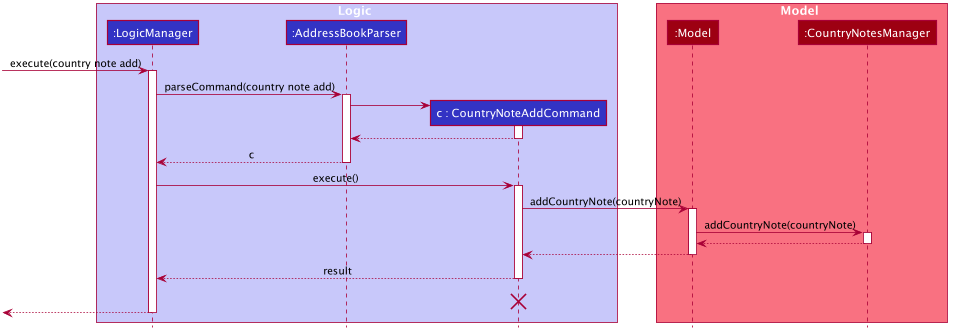 Logic
Model
:LogicManager
:AddressBookParser
:Model
:CountryNotesManager
execute(country note add)
parseCommand(country note add)
c : CountryNoteAddCommand
c
execute()
addCountryNote(countryNote)
addCountryNote(countryNote)
result